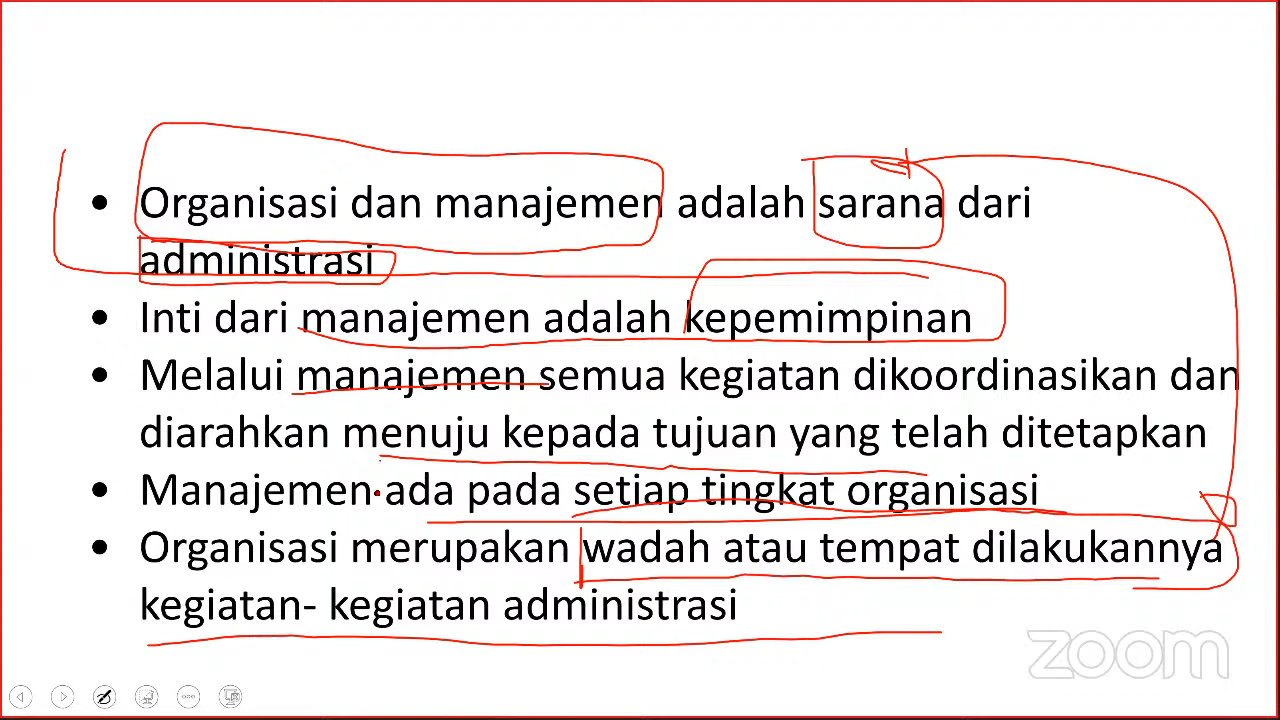 • Organisasi dan manajemen adalah sarana dari
administrasi
• Inti dari manajemen adalah kepemimpinan
• Melalui manajemen semua kegiatan dikoordinasikan dan
diarahkan menuju kepada tujuan yang telah ditetapkan
• Manajemen ada pada setiap tingkat organisasi
• Organisasi merupakan wadah atau tempat dilakukannya
kegiatan- kegiatan administrasi
zoom